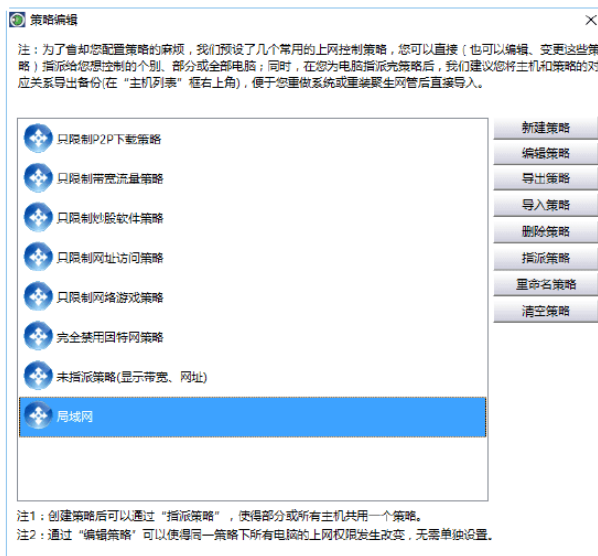 策略编辑
注：为了省却您配置策略的麻烦，我们预设了几个常用的上网控制策略，您可以直接（也可以编辑、变更这些策
略）指派给您想控制的个别、部分或全部电脑；同时，在您为电脑指派完策略后，我们建议您将主机和策略的对
应关系导出备份(在“主机列表”框右上角)，便于您重做系统或重装聚生网管后直接导入。
只限制P2P下载策略
只限制带宽流量策略
只限制炒股软件策略
只限制网址访问策略
只限制网络游戏策略
完全禁用因特网策略
未指派策略(显示带宽、网址)
局域网
新建策略
编辑策略
导出策略
导入策略
删除策略
指派策略
重命名策略
清空策略
注1：创建策略后可以通过“指派策略”，使得部分或所有主机共用一个策略。
注2：通过“编辑策略”可以使得同一策略下所有电脑的上网权限发生改变，无需单独设置。